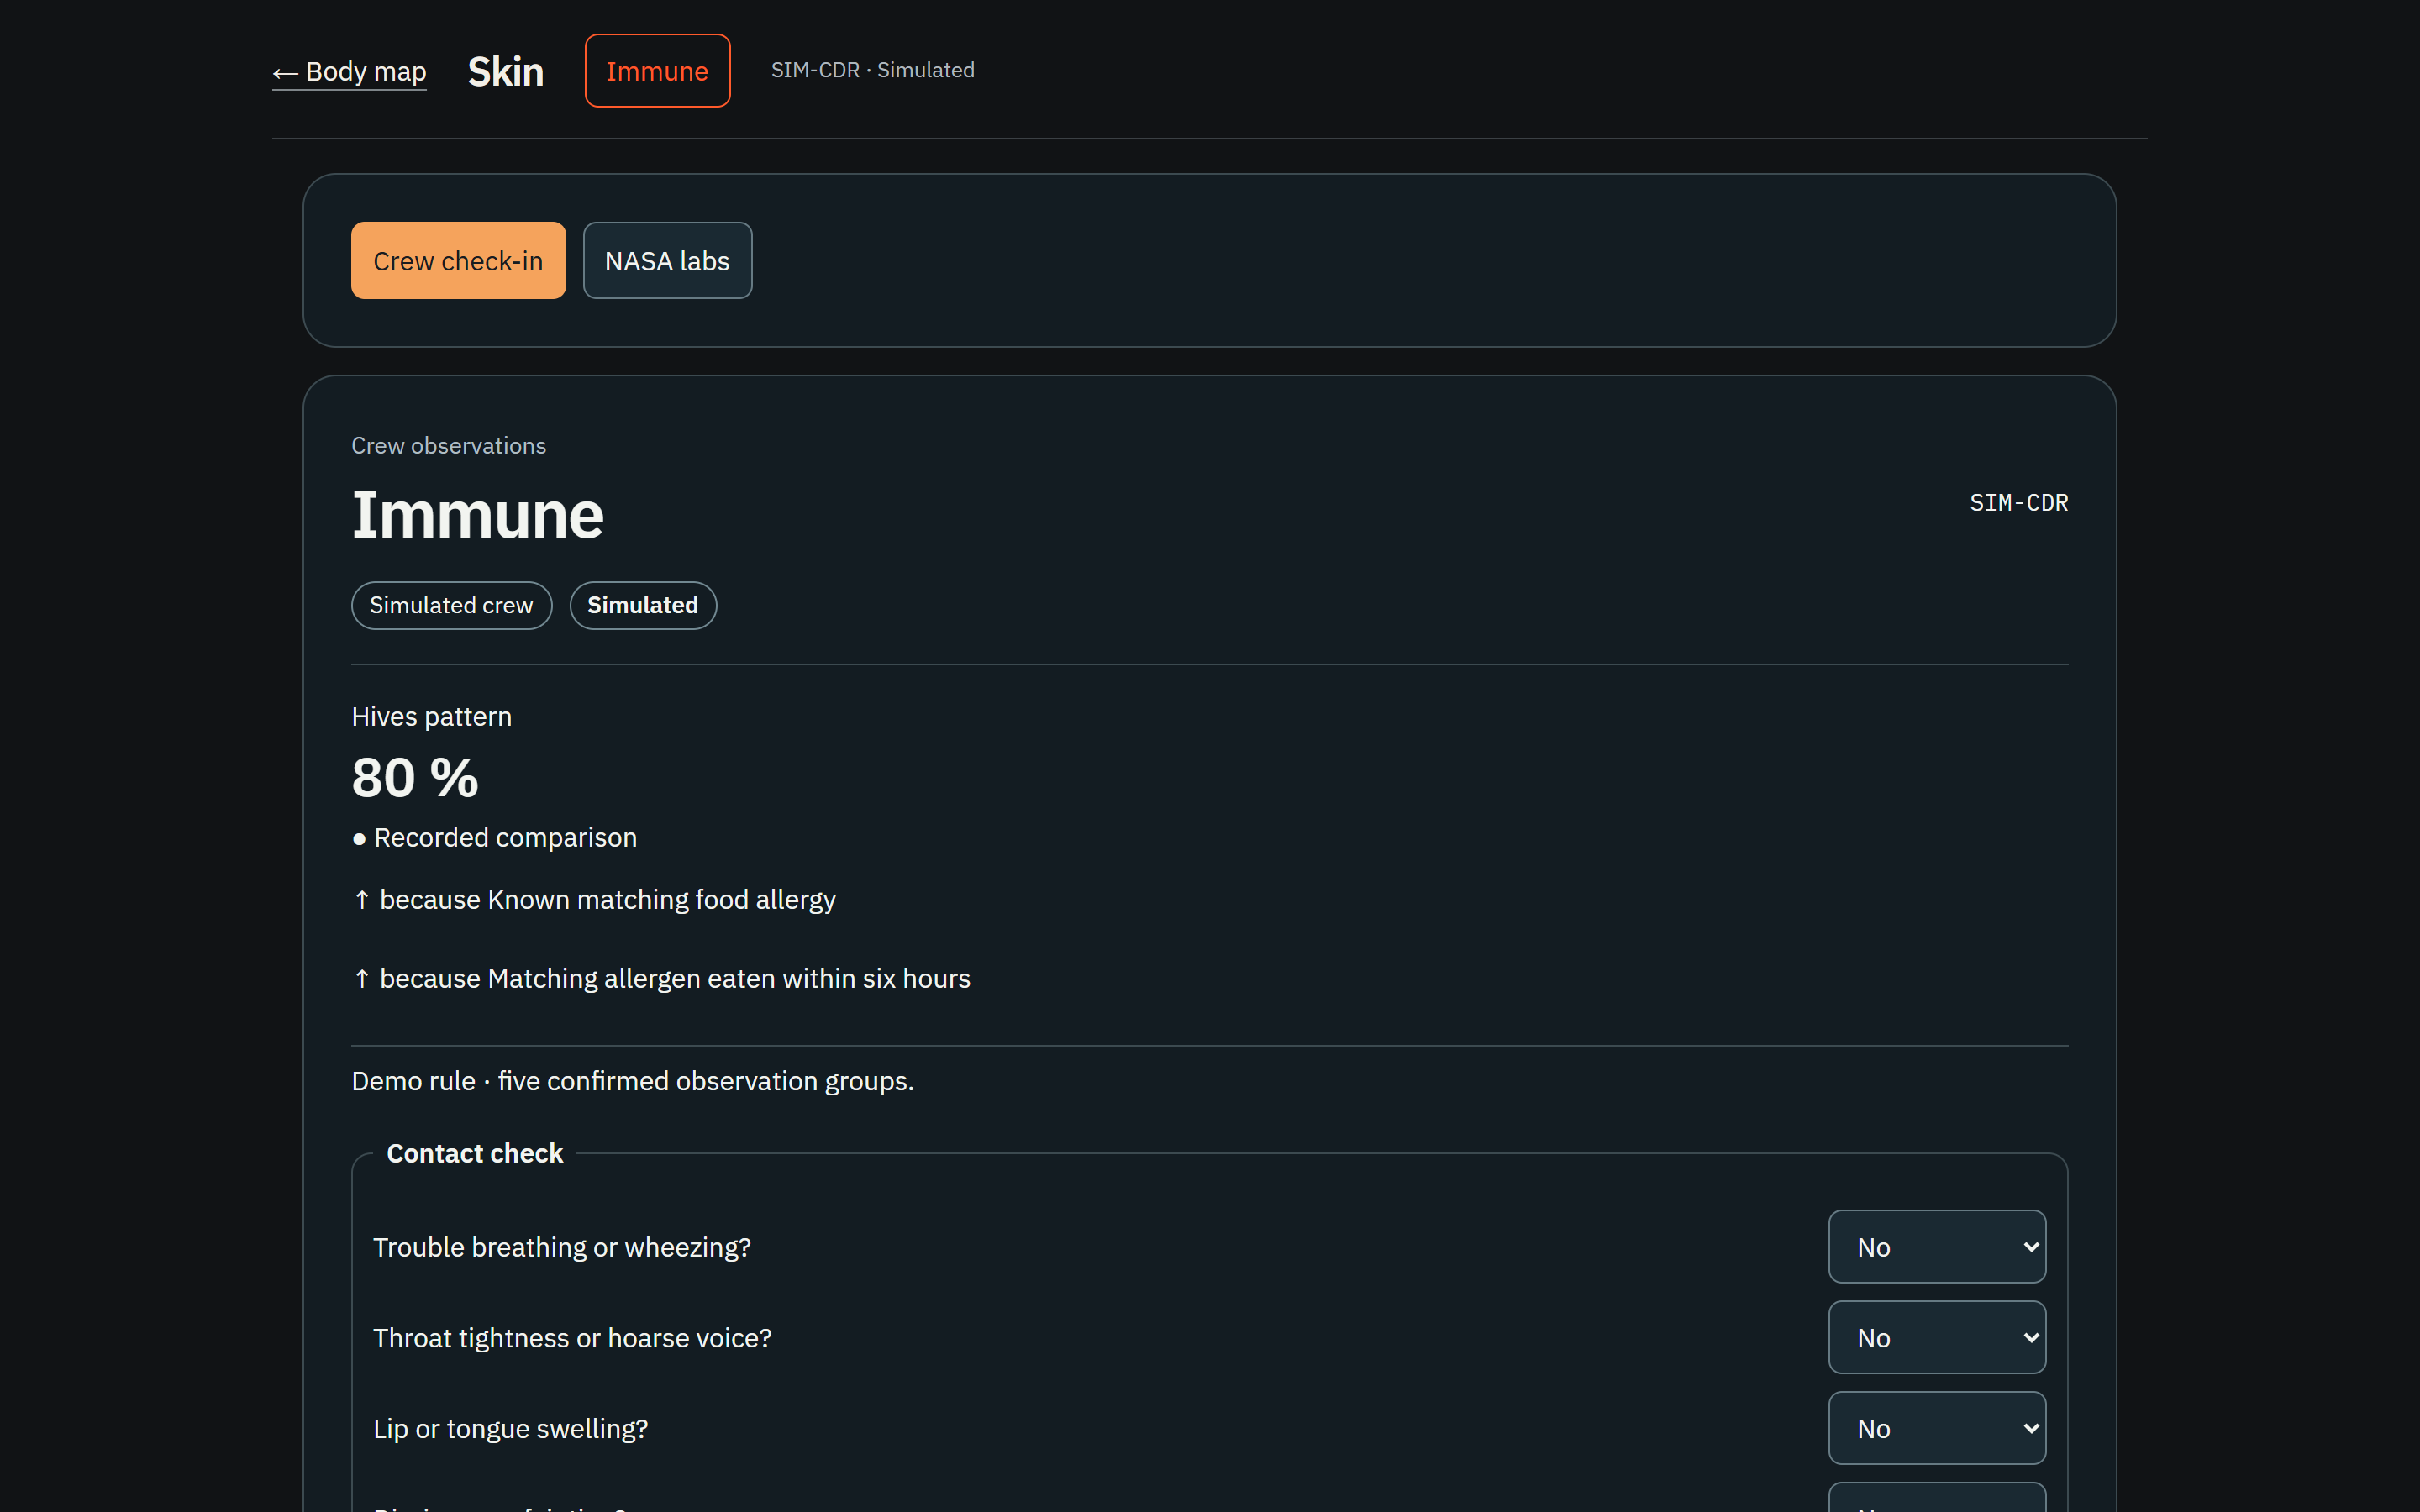 ← Body map Skin Immune SIM-CDR · Simulated
Crew check-in NASA labs
Crew observations
Immune
SIM-CDR
Simulated crew Simulated
Hives pattern
80 %
● Recorded comparison
↑ because Known matching food allergy
↑ because Matching allergen eaten within six hours
Demo rule · five confirmed observation groups.
Contact check
Trouble breathing or wheezing? No
Throat tightness or hoarse voice? No
Lip or tongue swelling? No